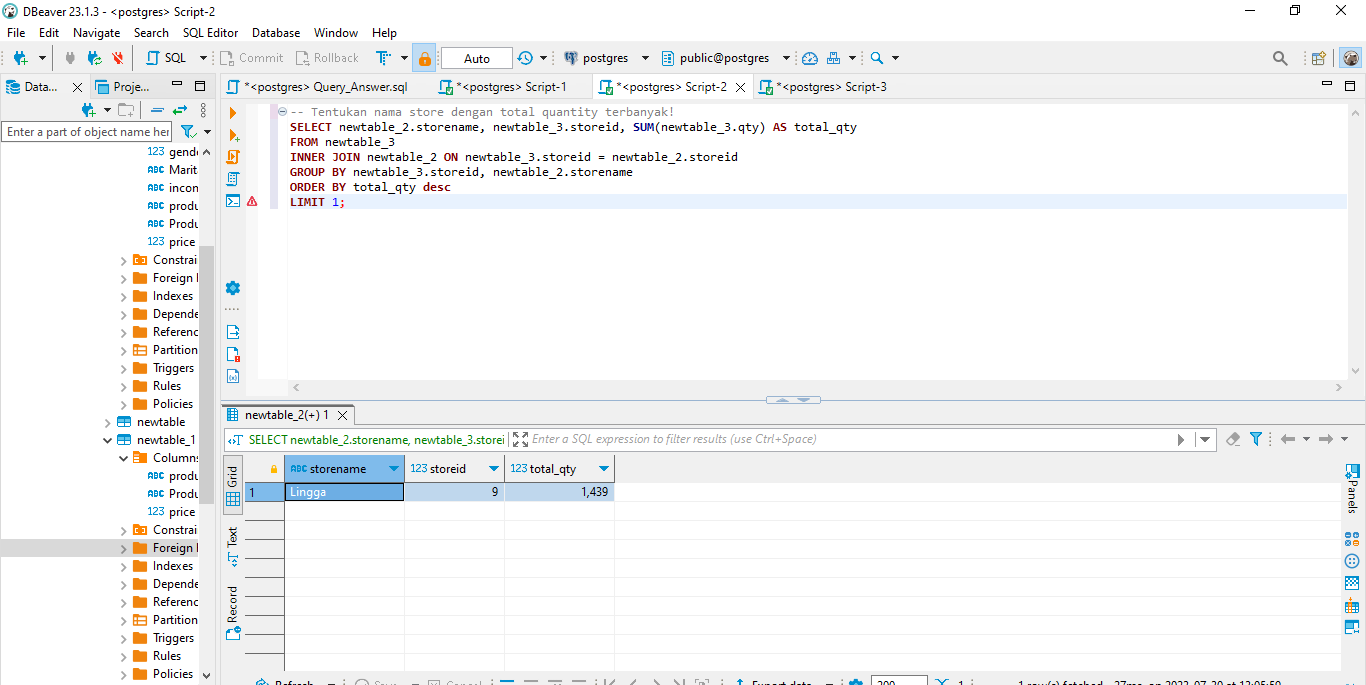 DBeaver 23.1.3 - <postgres> Script-2
File Edit Navigate Search SQL Editor Database Window Help
SQL Commit Rollback Auto postgres public@postgres
Data... Proje... *<postgres> Query_Answer.sql *<postgres> Script-1 *<postgres> Script-2 *<postgres> Script-3
Enter a part of object name her
-- Tentukan nama store dengan total quantity terbanyak!
SELECT newtable_2.storename, newtable_3.storeid, SUM(newtable_3.qty) AS total_qty
FROM newtable_3
INNER JOIN newtable_2 ON newtable_3.storeid = newtable_2.storeid
GROUP BY newtable_3.storeid, newtable_2.storename
ORDER BY total_qty desc
LIMIT 1;
123 gende
ABC Marit
ABC incon
ABC produ
ABC Produ
123 price
Constrai
Foreign
Indexes
Depende
Referenc
Partition
Triggers
Rules
Policies
newtable
newtable_1
Column
ABC produ
ABC Produ
123 price
Constrai
Foreign
Indexes
Depende
Referenc
Partition
Triggers
Rules
Policies
newtable_2(+) 1
SELECT newtable_2.storename, newtable_3.storei
Enter a SQL expression to filter results (use Ctrl+Space)
Grid
Text
Record
ABC storename 123 storeid 123 total_qty
1 Lingga 9 1,439
Panels
Refresh Save Cancel Export data 200 1 1 row(s) fetched - 27ms, on 2023-07-20 at 12:05:50